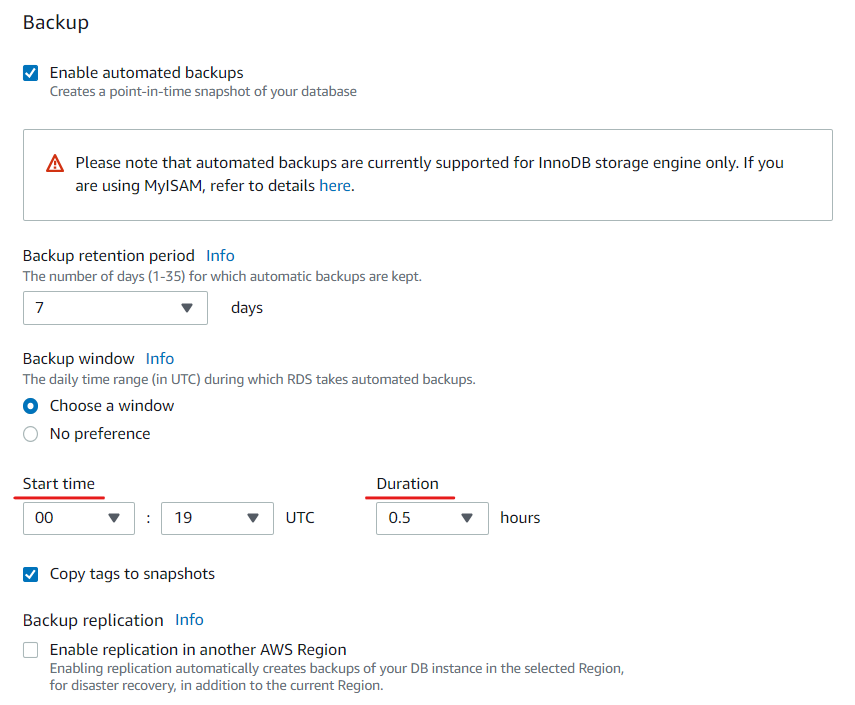 Backup
Enable automated backups
Creates a point-in-time snapshot of your database
Please note that automated backups are currently supported for InnoDB storage engine only. If you
are using MyISAM, refer to details here.
Backup retention period Info
The number of days (1-35) for which automatic backups are kept.
7 days
Backup window Info
The daily time range (in UTC) during which RDS takes automated backups.
Choose a window
No preference
Start time Duration
00 : 19 UTC 0.5 hours
Copy tags to snapshots
Backup replication Info
Enable replication in another AWS Region
Enabling replication automatically creates backups of your DB instance in the selected Region,
for disaster recovery, in addition to the current Region.